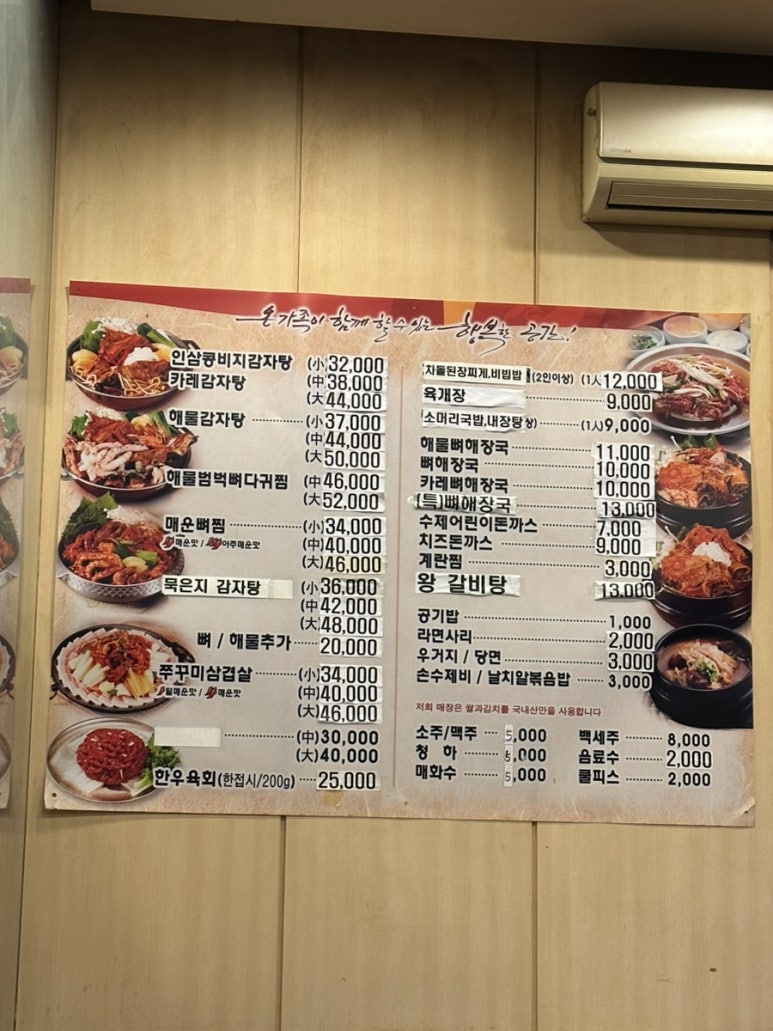 온가족이 함께 할 수 있는 행복한 공간!
인삼콩비지감자탕 (小)32,000
카레감자탕 (中)38,000
(大)44,000
해물감자탕 (小)37,000
(中)44,000
(大)50,000
해물범벅뼈다귀찜 (中)46,000
(大)52,000
매운뼈찜 (小)34,000
매운맛 / 아주매운맛 (中)40,000
(大)46,000
묵은지 감자탕 (小)36,000
(中)42,000
(大)48,000
뼈 / 해물추가 20,000
쭈꾸미삼겹살 (小)34,000
덜매운맛 / 매운맛 (中)40,000
(大)46,000
(中)30,000
(大)40,000
한우육회(한접시/200g) 25,000
차돌된장찌게,비빔밥 (2인이상) (1人)12,000
육개장 9,000
소머리국밥,내장탕 상) (1人)9,000
해물뼈해장국 11,000
뼈해장국 10,000
카레뼈해장국 10,000
(특)뼈해장국 13,000
수제어린이돈까스 7,000
치즈돈까스 9,000
계란찜 3,000
왕 갈비탕 13,000
공기밥 1,000
라면사리 2,000
우거지 / 당면 3,000
손수제비 / 날치알볶음밥 3,000
저희 매장은 쌀과김치를 국내산만을 사용합니다
소주/맥주 5,000
청 하 5,000
매화수 5,000
백세주 8,000
음료수 2,000
쿨피스 2,000